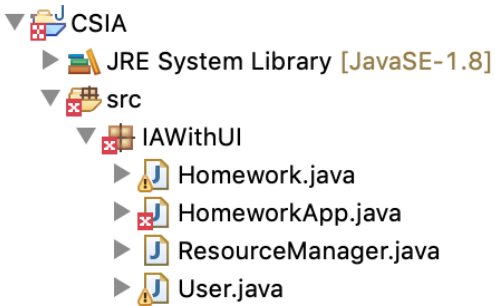 CSIA
JRE System Library [JavaSE-1.8]
src
IAWithUI
Homework.java
HomeworkApp.java
ResourceManager.java
User.java